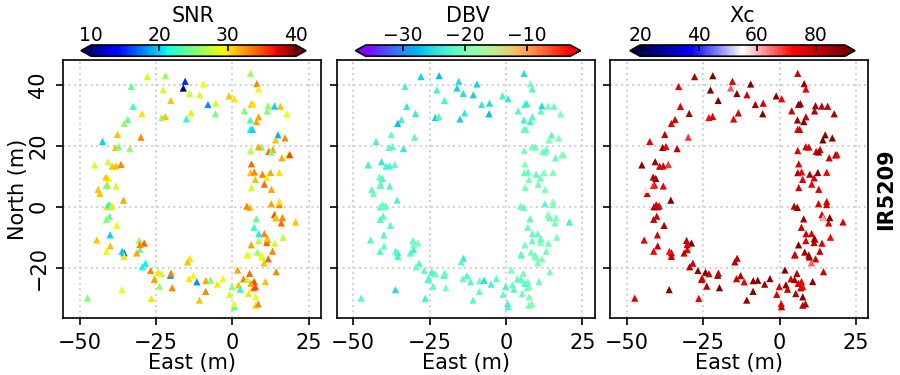 SNR DBV Xc
10 20 30 40 −30 −20 −10 20 40 60 80
40
20
0
−20
North (m)
IR5209
−50 −25 0 25 −50 −25 0 25 −50 −25 0 25
East (m) East (m) East (m)